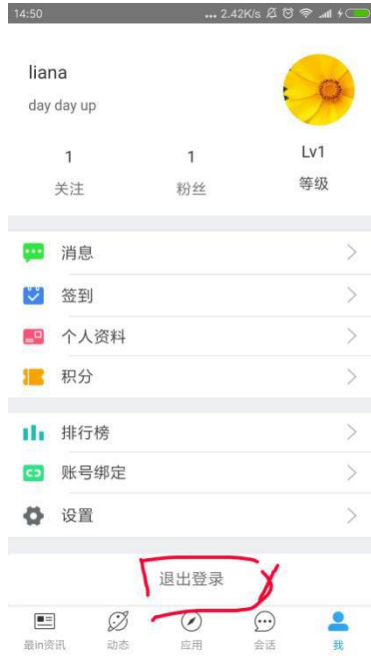 14:50 ... 2.42K/s
liana
day day up
1 1 Lv1
关注 粉丝 等级
消息
签到
个人资料
积分
排行榜
账号绑定
设置
退出登录
最in资讯 动态 应用 会话 我